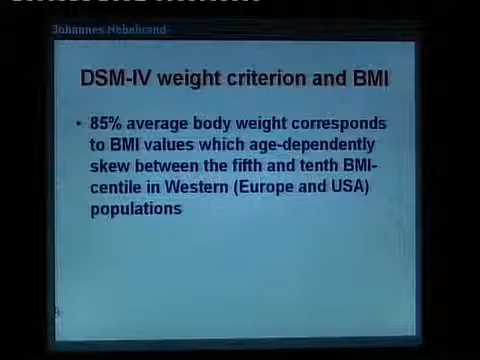 Johannes Hebebrand
DSM-IV weight criterion and BMI
• 85% average body weight corresponds
to BMI values which age-dependently
skew between the fifth and tenth BMI-
centile in Western (Europe and USA)
populations